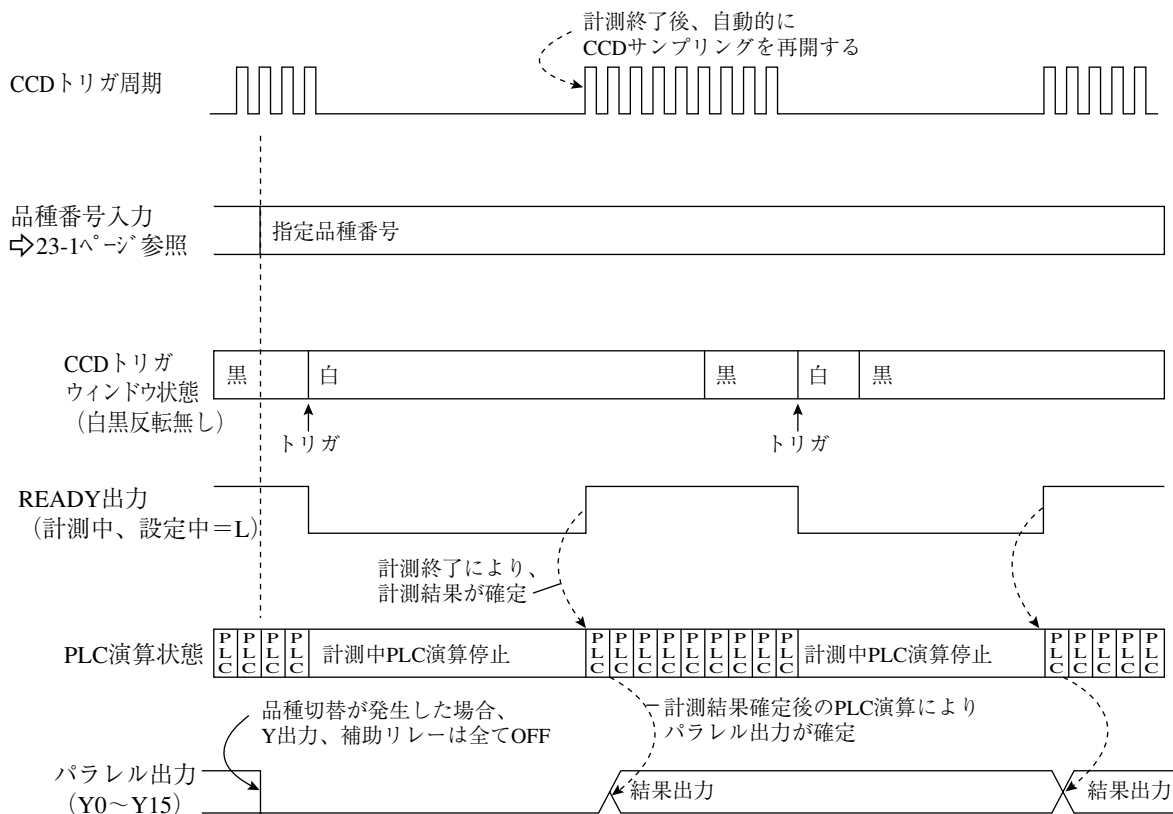 計測終了後、自動的に
CCDサンプリングを再開する
CCDトリガ周期
品種番号入力
⇨23-1ﾍﾟｰｼﾞ参照
指定品種番号
CCDトリガ
ウィンドウ状態
（白黒反転無し）
黒
白
黒
白
黒
トリガ
トリガ
READY出力
（計測中、設定中＝L）
計測終了により、
計測結果が確定
PLC演算状態
PLC
PLC
PLC
PLC
計測中PLC演算停止
PLC
PLC
PLC
PLC
PLC
PLC
PLC
PLC
PLC
計測中PLC演算停止
PLC
PLC
PLC
PLC
PLC
品種切替が発生した場合、
Y出力、補助リレーは全てOFF
計測結果確定後のPLC演算により
パラレル出力が確定
パラレル出力
（Y0～Y15）
結果出力
結果出力